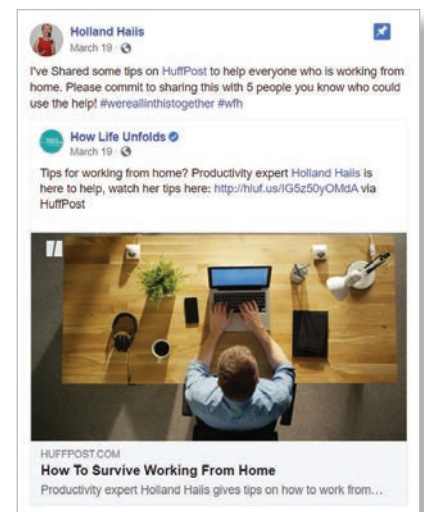 Holland Haiis
March 19 ·
I've Shared some tips on HuffPost to help everyone who is working from
home. Please commit to sharing this with 5 people you know who could
use the help! #wereallinthistogether #wfh
How Life Unfolds
March 19 ·
Tips for working from home? Productivity expert Holland Haiis is
here to help, watch her tips here: http://hluf.us/IG5z50yOMdA via
HuffPost
HUFFPOST.COM
How To Survive Working From Home
Productivity expert Holland Haiis gives tips on how to work from...